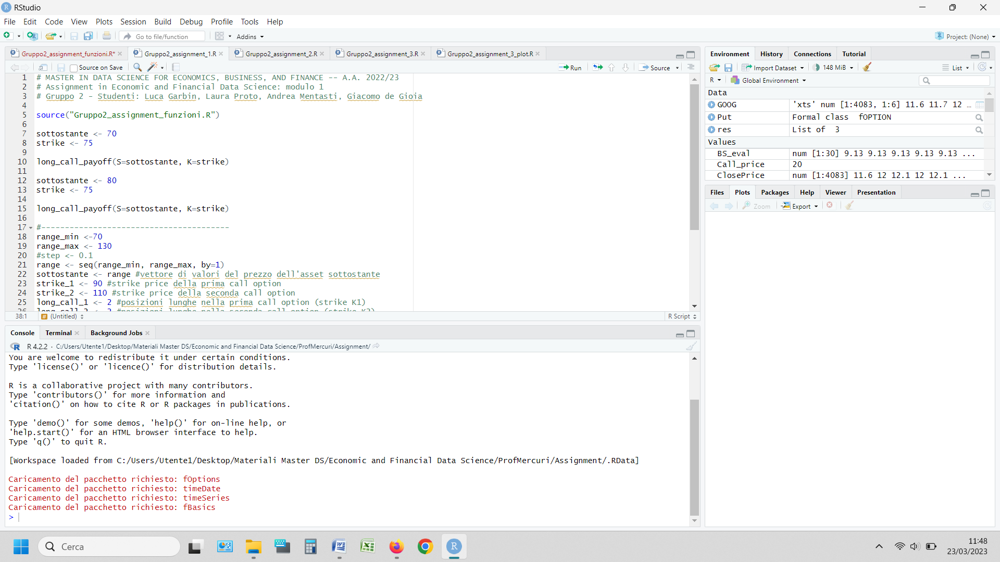 RStudio
File Edit Code View Plots Session Build Debug Profile Tools Help
Go to file/function Addins Project: (None)
Gruppo2_assignment_funzioni.R* Gruppo2_assignment_1.R Gruppo2_assignment_2.R Gruppo2_assignment_3.R Gruppo2_assignment_3_plot.R
Source on Save Run Source
1 # MASTER IN DATA SCIENCE FOR ECONOMICS, BUSINESS, AND FINANCE -- A.A. 2022/23
2 # Assignment in Economic and Financial Data Science: modulo 1
3 # Gruppo 2 - Studenti: Luca Garbin, Laura Proto, Andrea Mentasti, Giacomo de Gioia
4
5 source("Gruppo2_assignment_funzioni.R")
6
7 sottostante <- 70
8 strike <- 75
9
10 long_call_payoff(S=sottostante, K=strike)
11
12 sottostante <- 80
13 strike <- 75
14
15 long_call_payoff(S=sottostante, K=strike)
16
17 #----------------------------------------
18 range_min <-70
19 range_max <- 130
20 #step <- 0.1
21 range <- seq(range_min, range_max, by=1)
22 sottostante <- range #vettore di valori del prezzo dell'asset sottostante
23 strike_1 <- 90 #strike price della prima call option
24 strike_2 <- 110 #strike price della seconda call option
25 long_call_1 <- 2 #posizioni lunghe nella prima call option (strike K1)
38:1 (Untitled) R Script
Console Terminal Background Jobs
R 4.2.2 · C:/Users/Utente1/Desktop/Materiali Master DS/Economic and Financial Data Science/ProfMercuri/Assignment/
You are welcome to redistribute it under certain conditions.
Type 'license()' or 'licence()' for distribution details.
R is a collaborative project with many contributors.
Type 'contributors()' for more information and
'citation()' on how to cite R or R packages in publications.
Type 'demo()' for some demos, 'help()' for on-line help, or
'help.start()' for an HTML browser interface to help.
Type 'q()' to quit R.
[Workspace loaded from C:/Users/Utente1/Desktop/Materiali Master DS/Economic and Financial Data Science/ProfMercuri/Assignment/.RData]
Caricamento del pacchetto richiesto: fOptions
Caricamento del pacchetto richiesto: timeDate
Caricamento del pacchetto richiesto: timeSeries
Caricamento del pacchetto richiesto: fBasics
>
Environment History Connections Tutorial
Import Dataset 148 MiB List
R Global Environment
Data
GOOG 'xts' num [1:4083, 1:6] 11.6 11.7 12 …
Put Formal class fOPTION
res List of 3
Values
BS_eval num [1:30] 9.13 9.13 9.13 9.13 9.13 ...
Call_price 20
ClosePrice num [1:4083] 11.6 12 12.1 12 12.1 ...
Files Plots Packages Help Viewer Presentation
Zoom Export
Cerca
11:48
23/03/2023